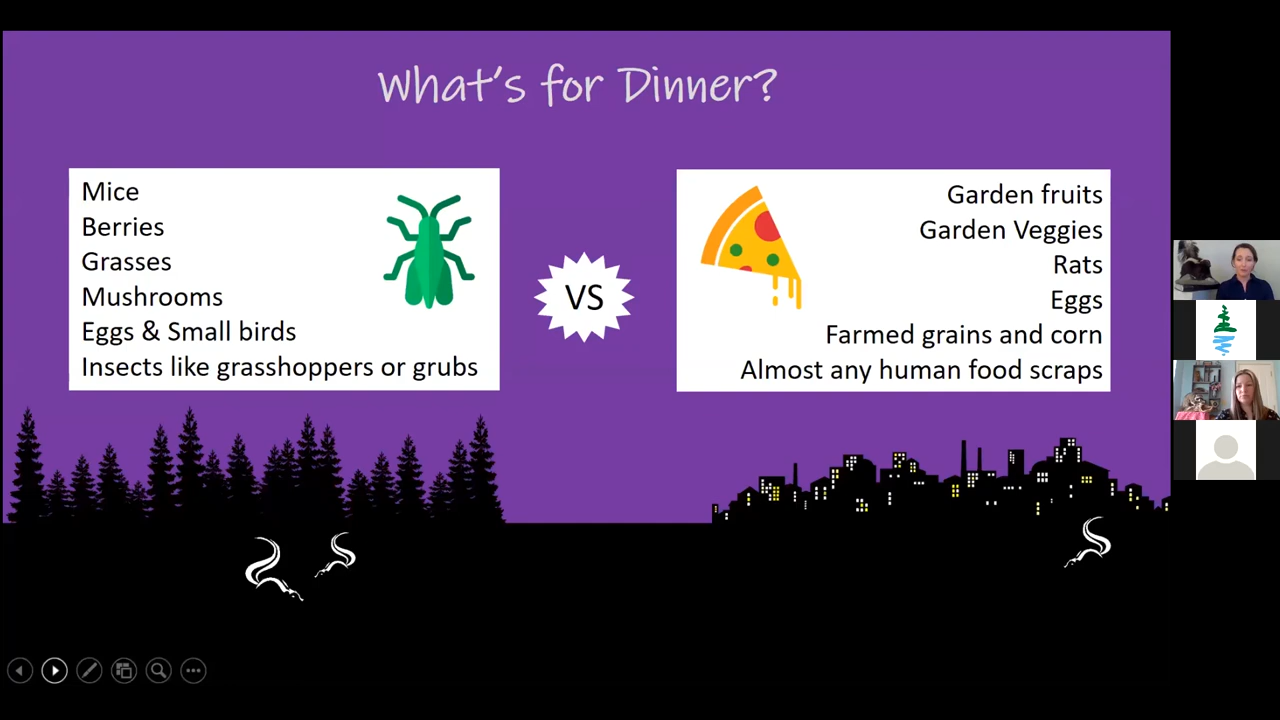 What's for Dinner?
Mice
Berries
Grasses
Mushrooms
Eggs & Small birds
Insects like grasshoppers or grubs
VS
Garden fruits
Garden Veggies
Rats
Eggs
Farmed grains and corn
Almost any human food scraps